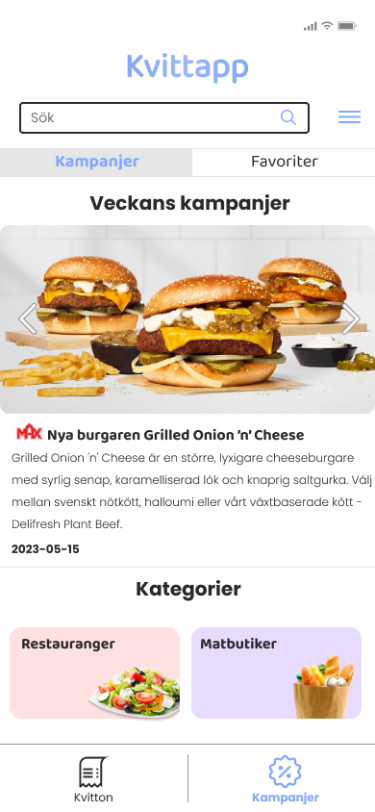 Kvittapp
Sök
Kampanjer
Favoriter
Veckans kampanjer
MAX Nya burgaren Grilled Onion 'n' Cheese
Grilled Onion 'n' Cheese är en större, lyxigare cheeseburgare
med syrlig senap, karamelliserad lök och knaprig saltgurka. Välj
mellan svenskt nötkött, halloumi eller vårt växtbaserade kött -
Delifresh Plant Beef.
2023-05-15
Kategorier
Restauranger
Matbutiker
Kvitton
Kampanjer